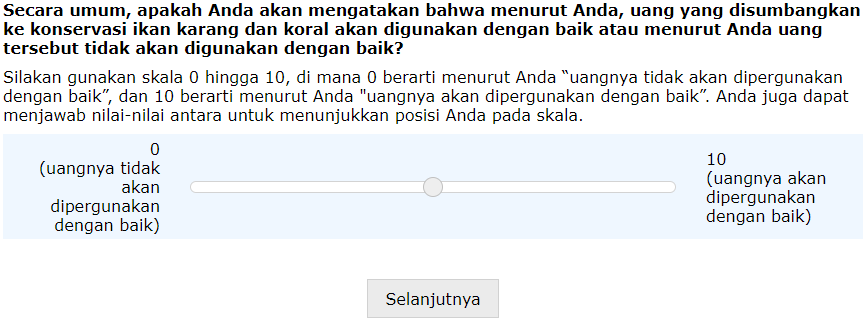 Secara umum, apakah Anda akan mengatakan bahwa menurut Anda, uang yang disumbangkan
ke konservasi ikan karang dan koral akan digunakan dengan baik atau menurut Anda uang
tersebut tidak akan digunakan dengan baik?
Silakan gunakan skala 0 hingga 10, di mana 0 berarti menurut Anda “uangnya tidak akan dipergunakan
dengan baik”, dan 10 berarti menurut Anda "uangnya akan dipergunakan dengan baik”. Anda juga dapat
menjawab nilai-nilai antara untuk menunjukkan posisi Anda pada skala.
0
(uangnya tidak
akan
dipergunakan
dengan baik)
10
(uangnya akan
dipergunakan
dengan baik)
Selanjutnya